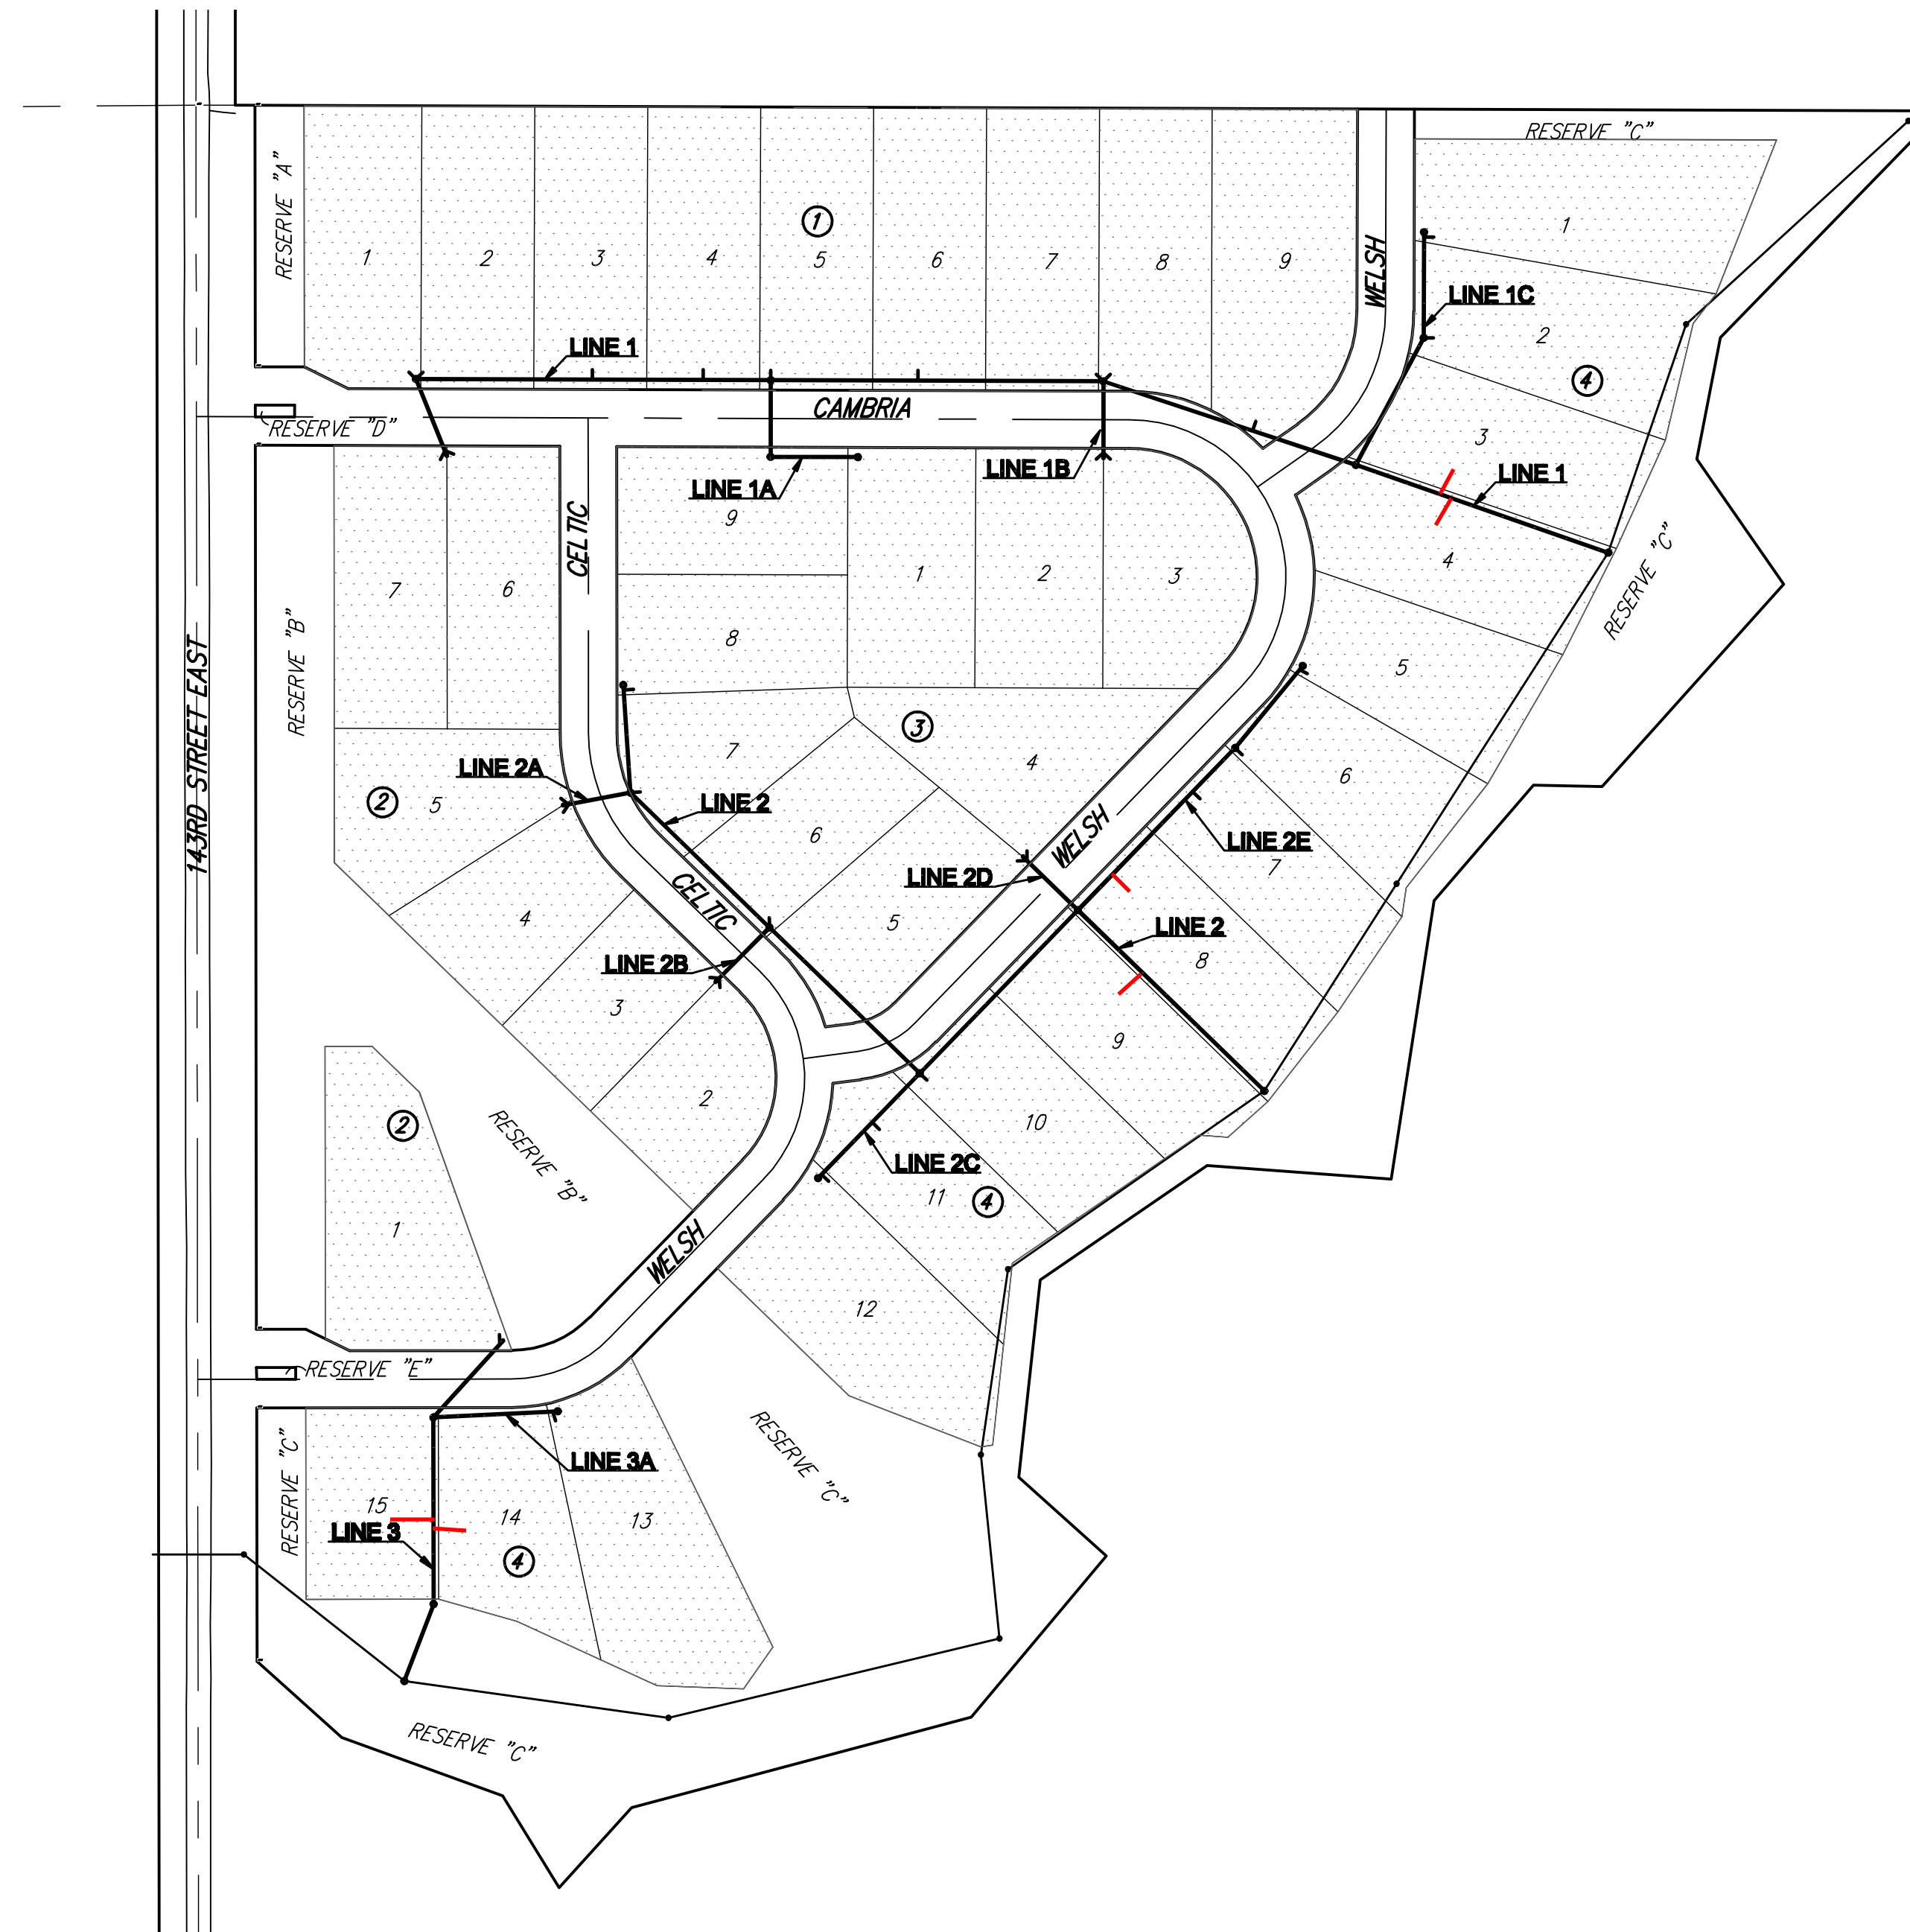 RESERVE "C"
RESERVE "A"
1
2
3
4
5
6
7
8
9
1
WELSH
1
2
3
4
LINE 1C
LINE 1
CAMBRIA
RESERVE "D"
LINE 1A
LINE 1B
LINE 1
9
8
1
2
3
4
5
6
7
8
9
10
11
12
4
RESERVE "C"
CELTIC
7
6
RESERVE "B"
143RD STREET EAST
3
7
4
6
5
LINE 2A
LINE 2
2
5
4
3
2
CELTIC
LINE 2B
WELSH
LINE 2D
LINE 2E
LINE 2
LINE 2C
2
1
RESERVE "B"
WELSH
RESERVE "E"
RESERVE "C"
LINE 3A
15
14
13
LINE 3
4
RESERVE "C"
RESERVE "C"